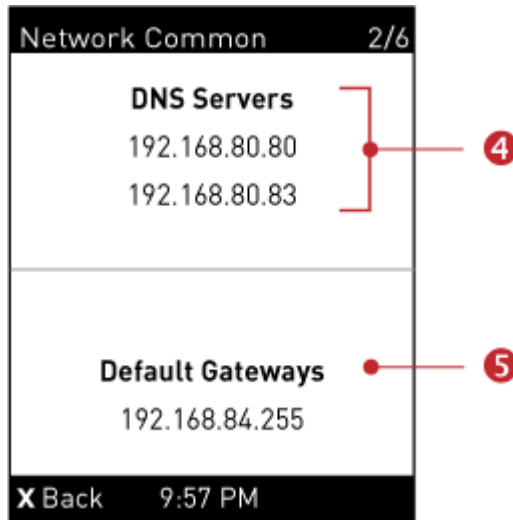 Network Common 2/6
DNS Servers
192.168.80.80
192.168.80.83
4
Default Gateways
192.168.84.255
5
X Back 9:57 PM